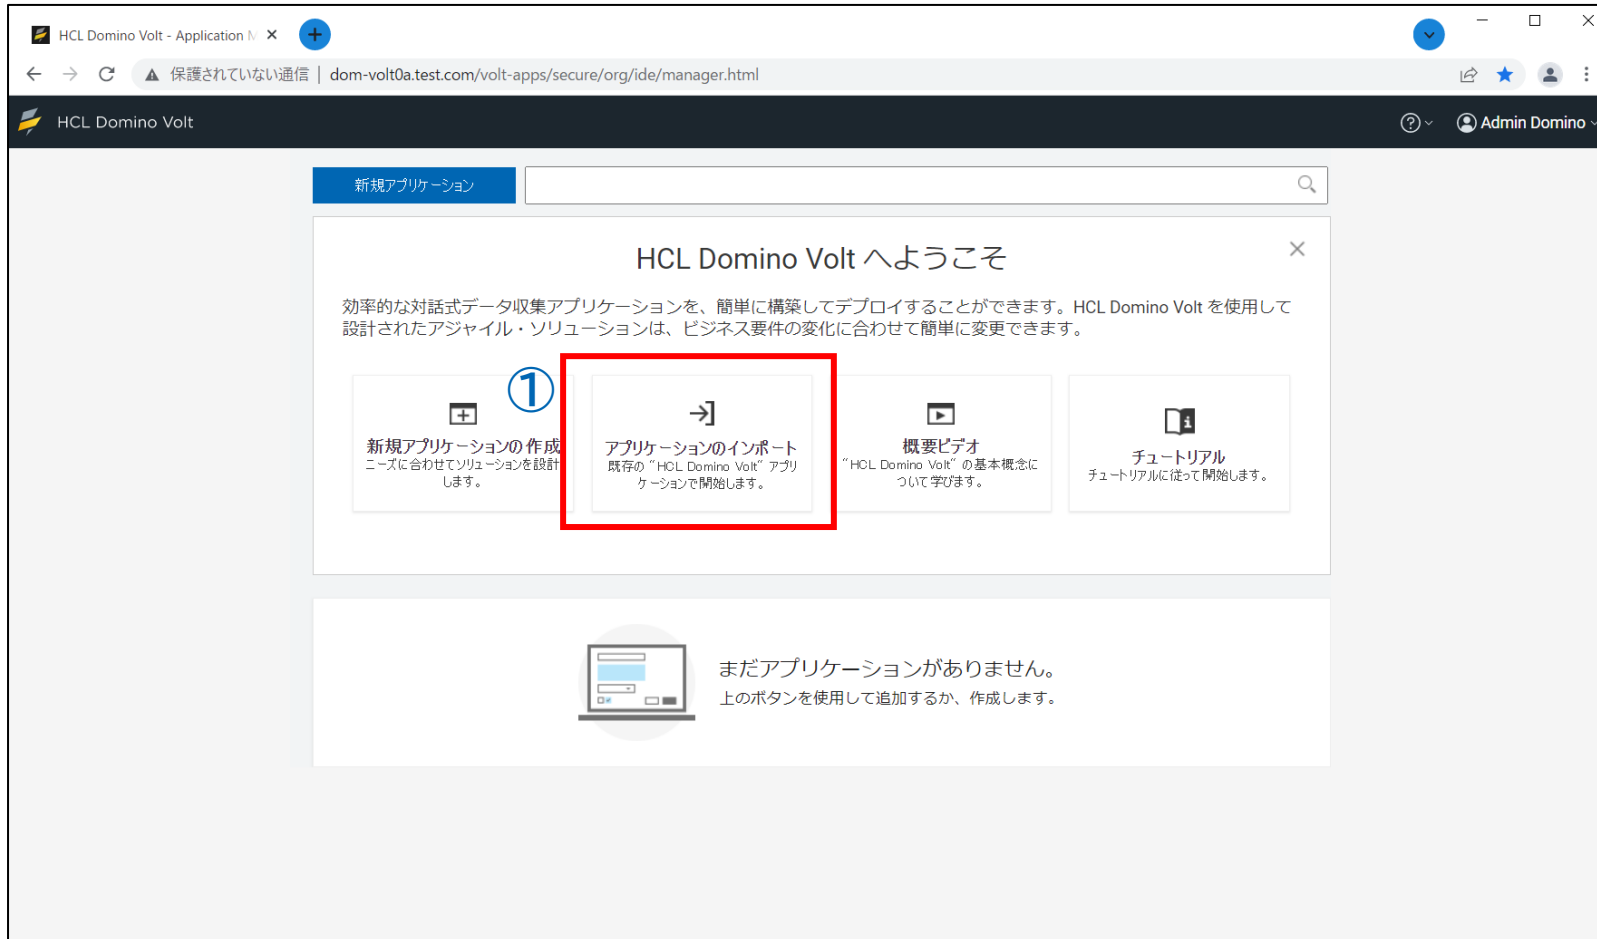 HCL Domino Volt - Application M
保護されていない通信 | dom-volt0a.test.com/volt-apps/secure/org/ide/manager.html
HCL Domino Volt
Admin Domino
新規アプリケーション
HCL Domino Volt へようこそ
効率的な対話式データ収集アプリケーションを、簡単に構築してデプロイすることができます。HCL Domino Volt を使用して
設計されたアジャイル・ソリューションは、ビジネス要件の変化に合わせて簡単に変更できます。
①
新規アプリケーションの作成
ニーズに合わせてソリューションを設計
します。
アプリケーションのインポート
既存の "HCL Domino Volt" アプリ
ケーションで開始します。
概要ビデオ
"HCL Domino Volt" の基本概念に
ついて学びます。
チュートリアル
チュートリアルに従って開始します。
まだアプリケーションがありません。
上のボタンを使用して追加するか、作成します。